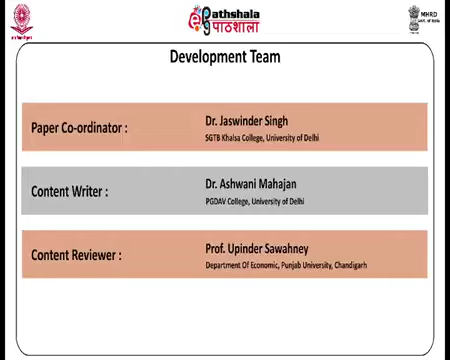 ePathshala
पाठशाला
MHRD
Development Team
Paper Co-ordinator :
Dr. Jaswinder Singh
SGTB Khalsa College, University of Delhi
Content Writer :
Dr. Ashwani Mahajan
PGDAV College, University of Delhi
Content Reviewer :
Prof. Upinder Sawahney
Department Of Economic, Punjab University, Chandigarh